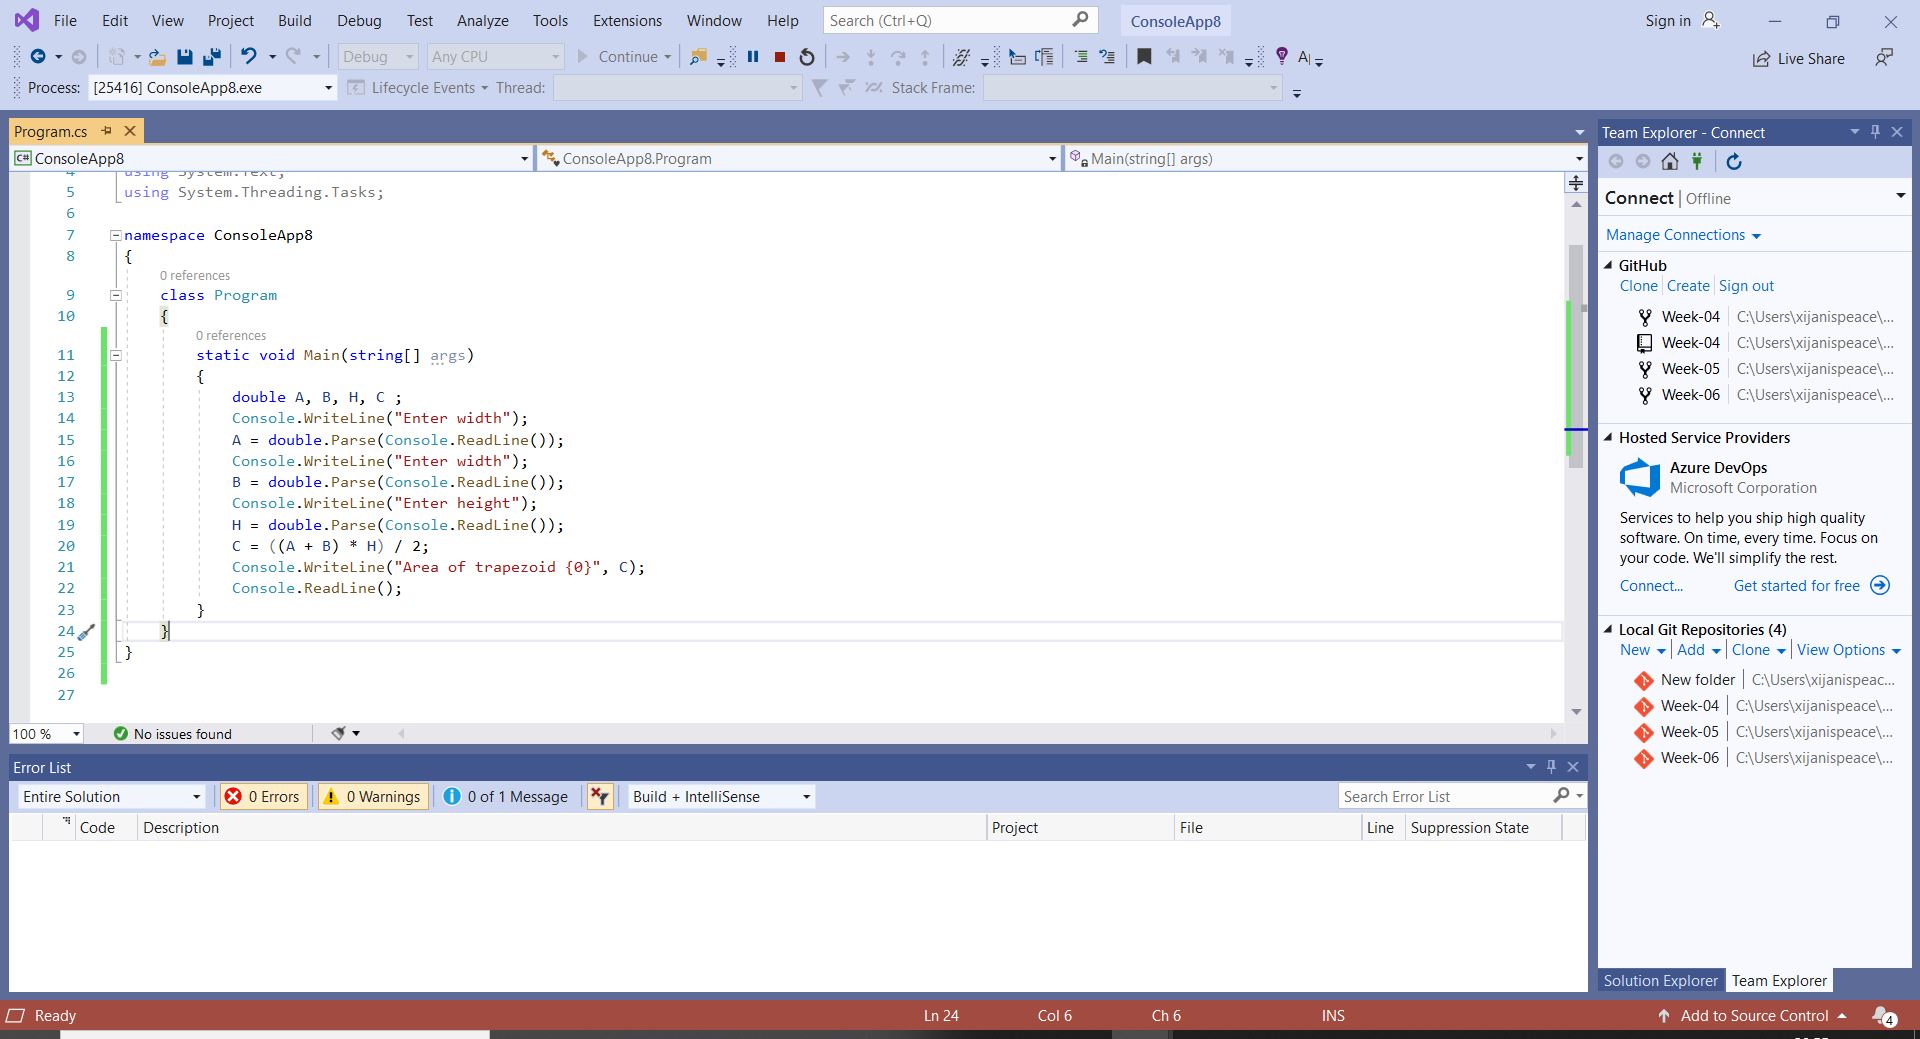 File Edit View Project Build Debug Test Analyze Tools Extensions Window Help Search (Ctrl+Q) ConsoleApp8 Sign in
Debug Any CPU Continue Live Share
Process: [25416] ConsoleApp8.exe Lifecycle Events Thread: Stack Frame:
Program.cs
C# ConsoleApp8 ConsoleApp8.Program Main(string[] args)
4 using System.Text;
5 using System.Threading.Tasks;
6
7 namespace ConsoleApp8
8 {
0 references
9 class Program
10 {
0 references
11 static void Main(string[] args)
12 {
13 double A, B, H, C ;
14 Console.WriteLine("Enter width");
15 A = double.Parse(Console.ReadLine());
16 Console.WriteLine("Enter width");
17 B = double.Parse(Console.ReadLine());
18 Console.WriteLine("Enter height");
19 H = double.Parse(Console.ReadLine());
20 C = ((A + B) * H) / 2;
21 Console.WriteLine("Area of trapezoid {0}", C);
22 Console.ReadLine();
23 }
24 }
25 }
26
27
100 % No issues found
Error List
Entire Solution 0 Errors 0 Warnings 0 of 1 Message Build + IntelliSense Search Error List
Code Description Project File Line Suppression State
Team Explorer - Connect
Connect | Offline
Manage Connections
GitHub
Clone Create Sign out
Week-04 C:\Users\xijanispeace\...
Week-04 C:\Users\xijanispeace\...
Week-05 C:\Users\xijanispeace\...
Week-06 C:\Users\xijanispeace\...
Hosted Service Providers
Azure DevOps
Microsoft Corporation
Services to help you ship high quality
software. On time, every time. Focus on
your code. We'll simplify the rest.
Connect... Get started for free
Local Git Repositories (4)
New Add Clone View Options
New folder C:\Users\xijanispeac...
Week-04 C:\Users\xijanispeace\...
Week-05 C:\Users\xijanispeace\...
Week-06 C:\Users\xijanispeace\...
Solution Explorer Team Explorer
Ready Ln 24 Col 6 Ch 6 INS Add to Source Control 4